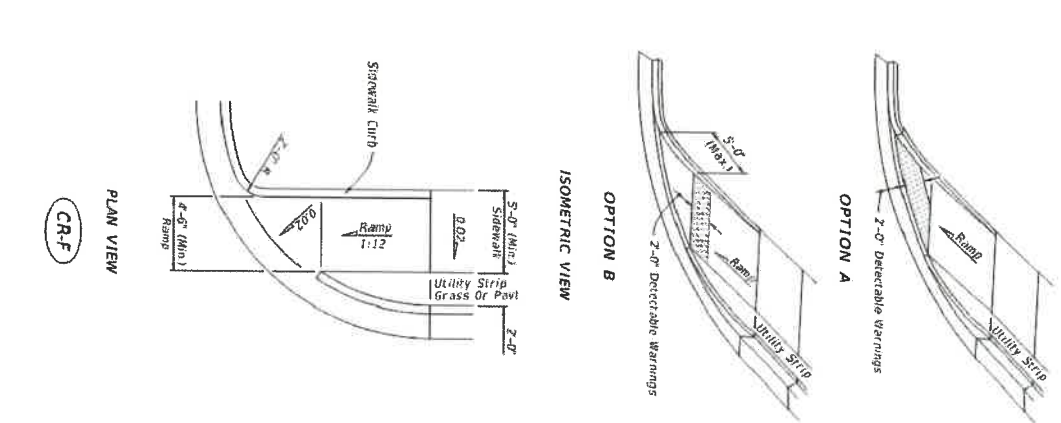 Ramp
Utility Strip
2'-0" Detectable Warnings
OPTION A
5'-0"
(Max.)
Ramp
Utility Strip
2'-0" Detectable Warnings
OPTION B
ISOMETRIC VIEW
Sidewalk Curb
2'-0" R
4'-6" (Min.)
Ramp
0.02
Ramp
1:12
0.02
5'-0" (Min.)
Sidewalk
Utility Strip
Grass Or Pavt
2'-0"
PLAN VIEW
CR-F